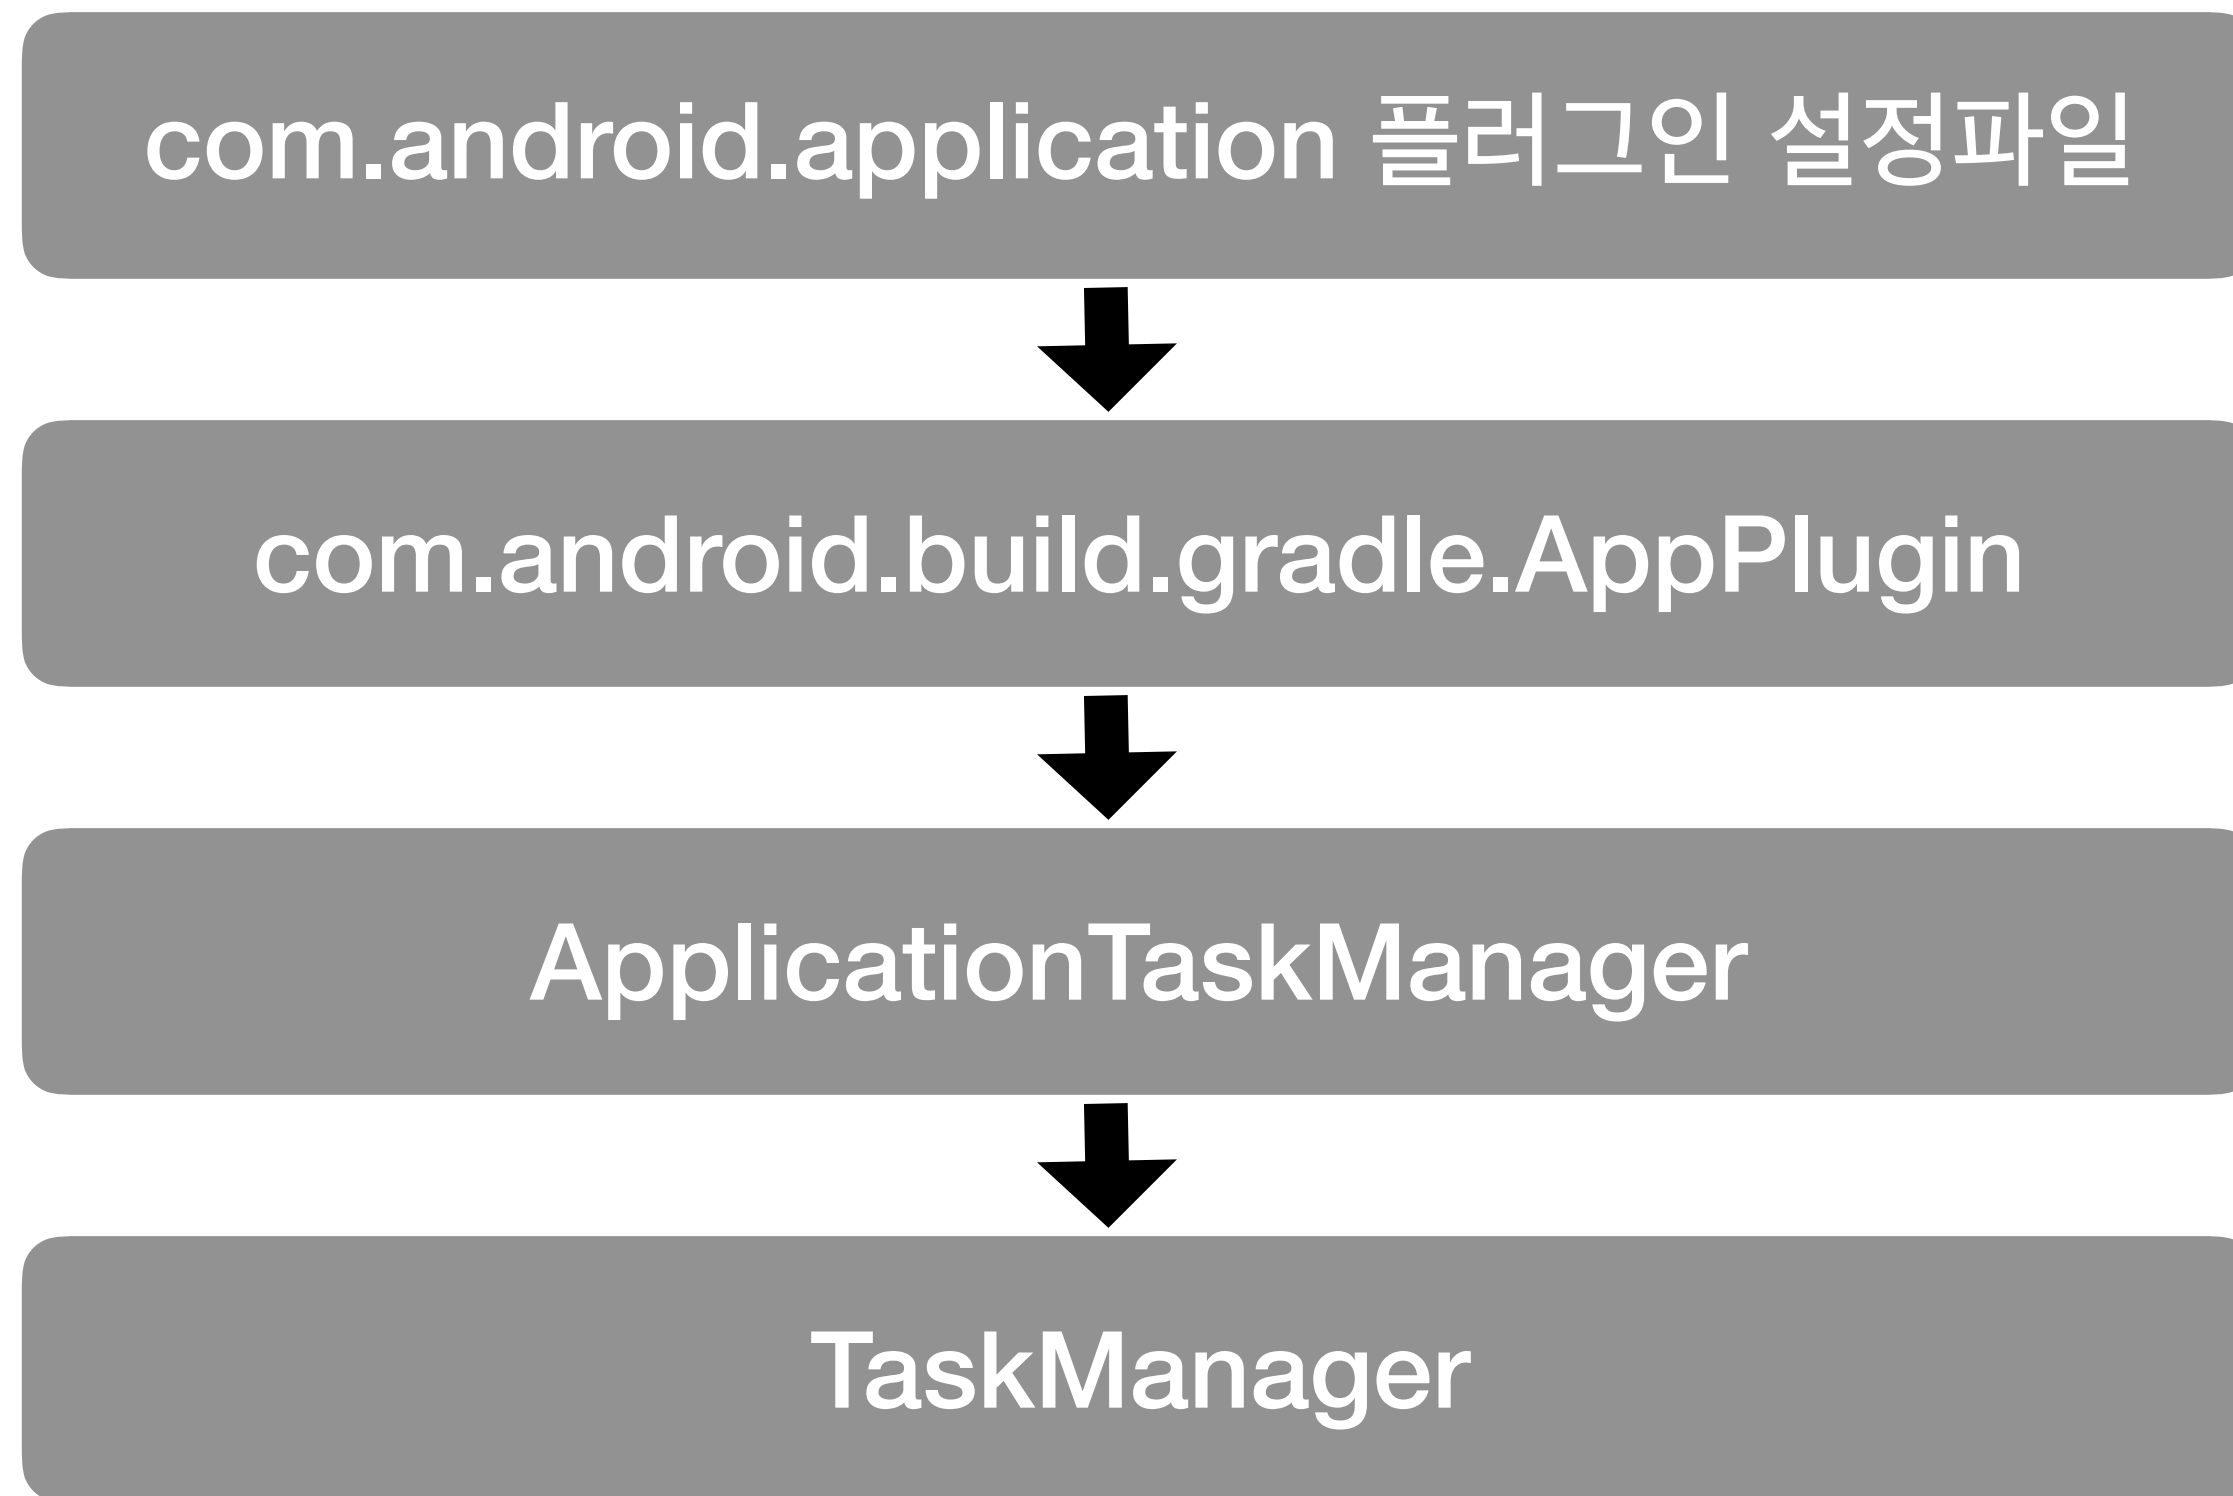 com.android.application 플러그인 설정파일
com.android.build.gradle.AppPlugin
ApplicationTaskManager
TaskManager